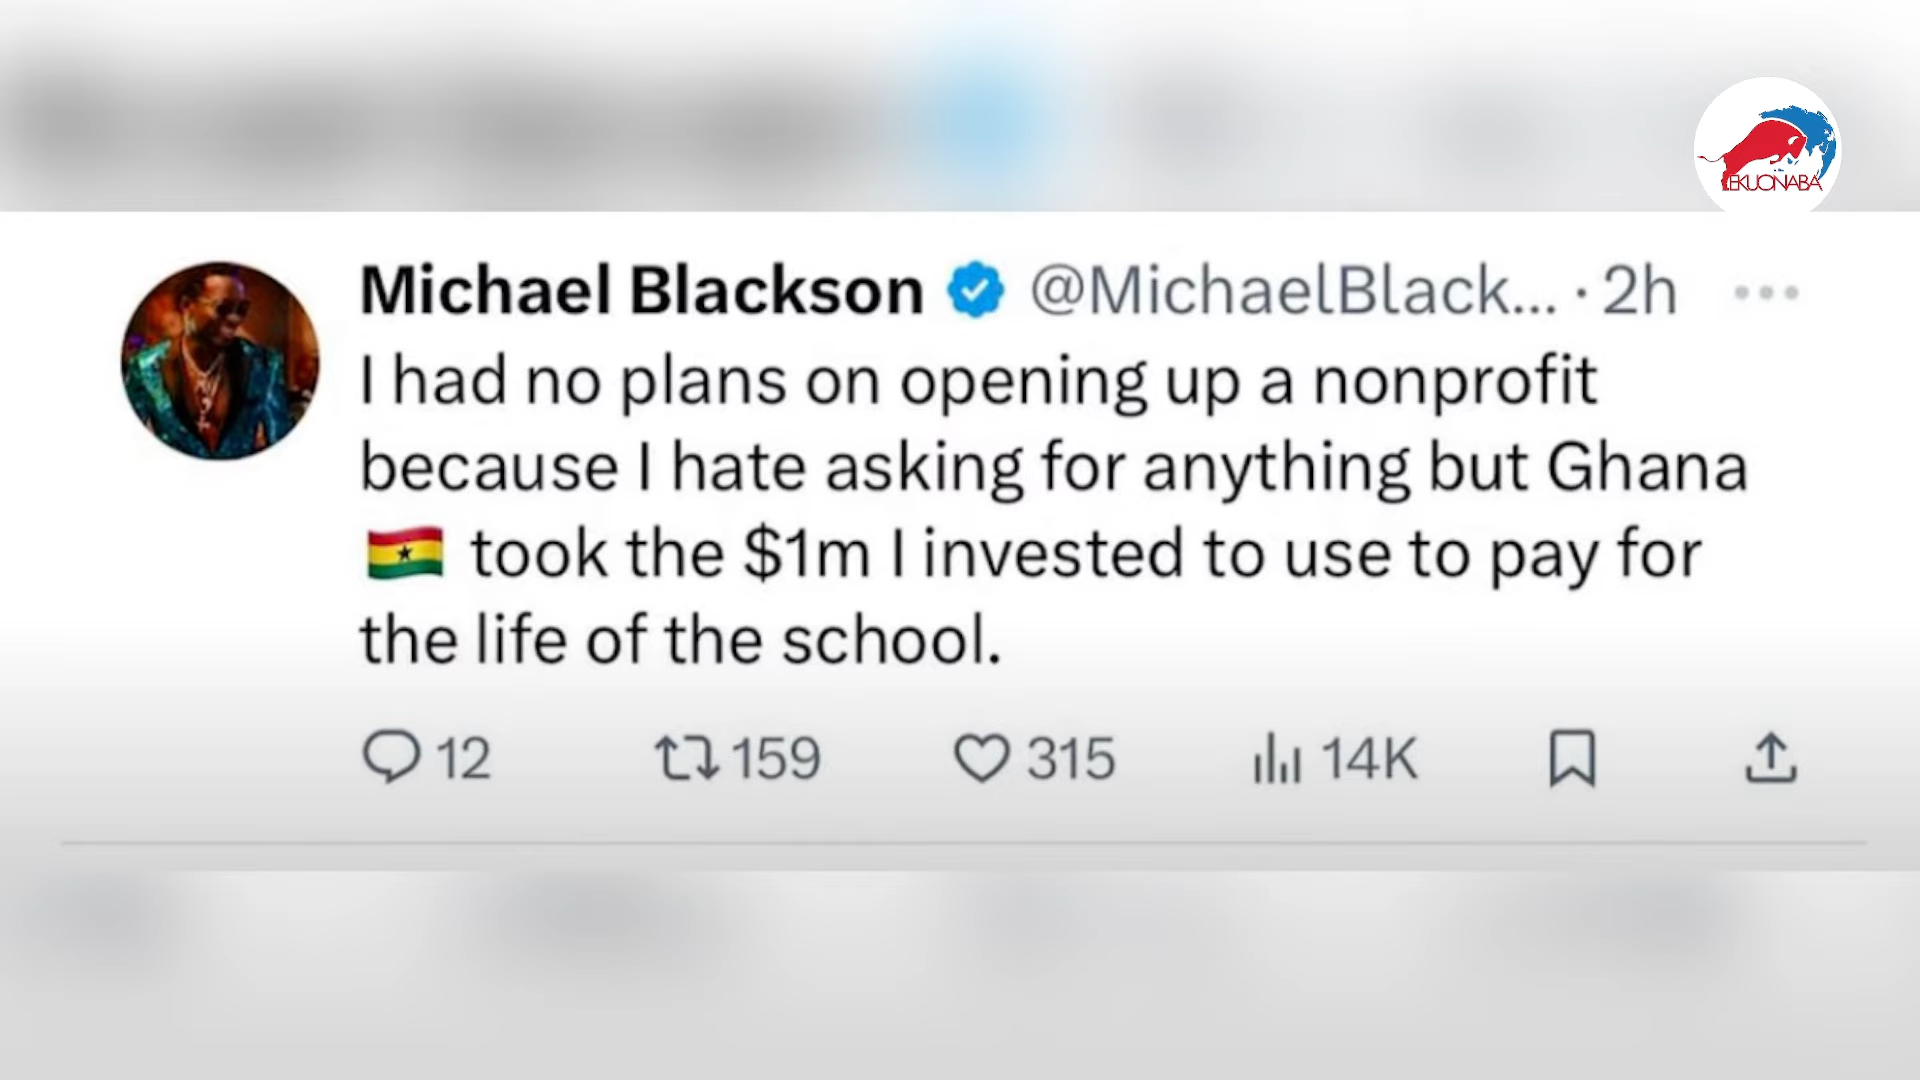 EKUONABA
Michael Blackson @MichaelBlack... · 2h
I had no plans on opening up a nonprofit
because I hate asking for anything but Ghana
🇬🇭 took the $1m I invested to use to pay for
the life of the school.
12 159 315 14K